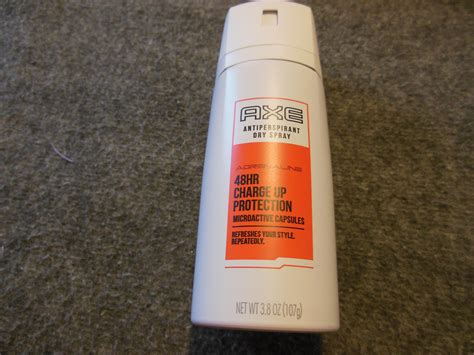 AXE
ANTIPERSPIRANT
DRY SPRAY
ADRENALINE
48HR
CHARGE UP
PROTECTION
MICROACTIVE CAPSULES
REFRESHES YOUR STYLE.
REPEATEDLY.
NET WT 3.8 OZ (107g)